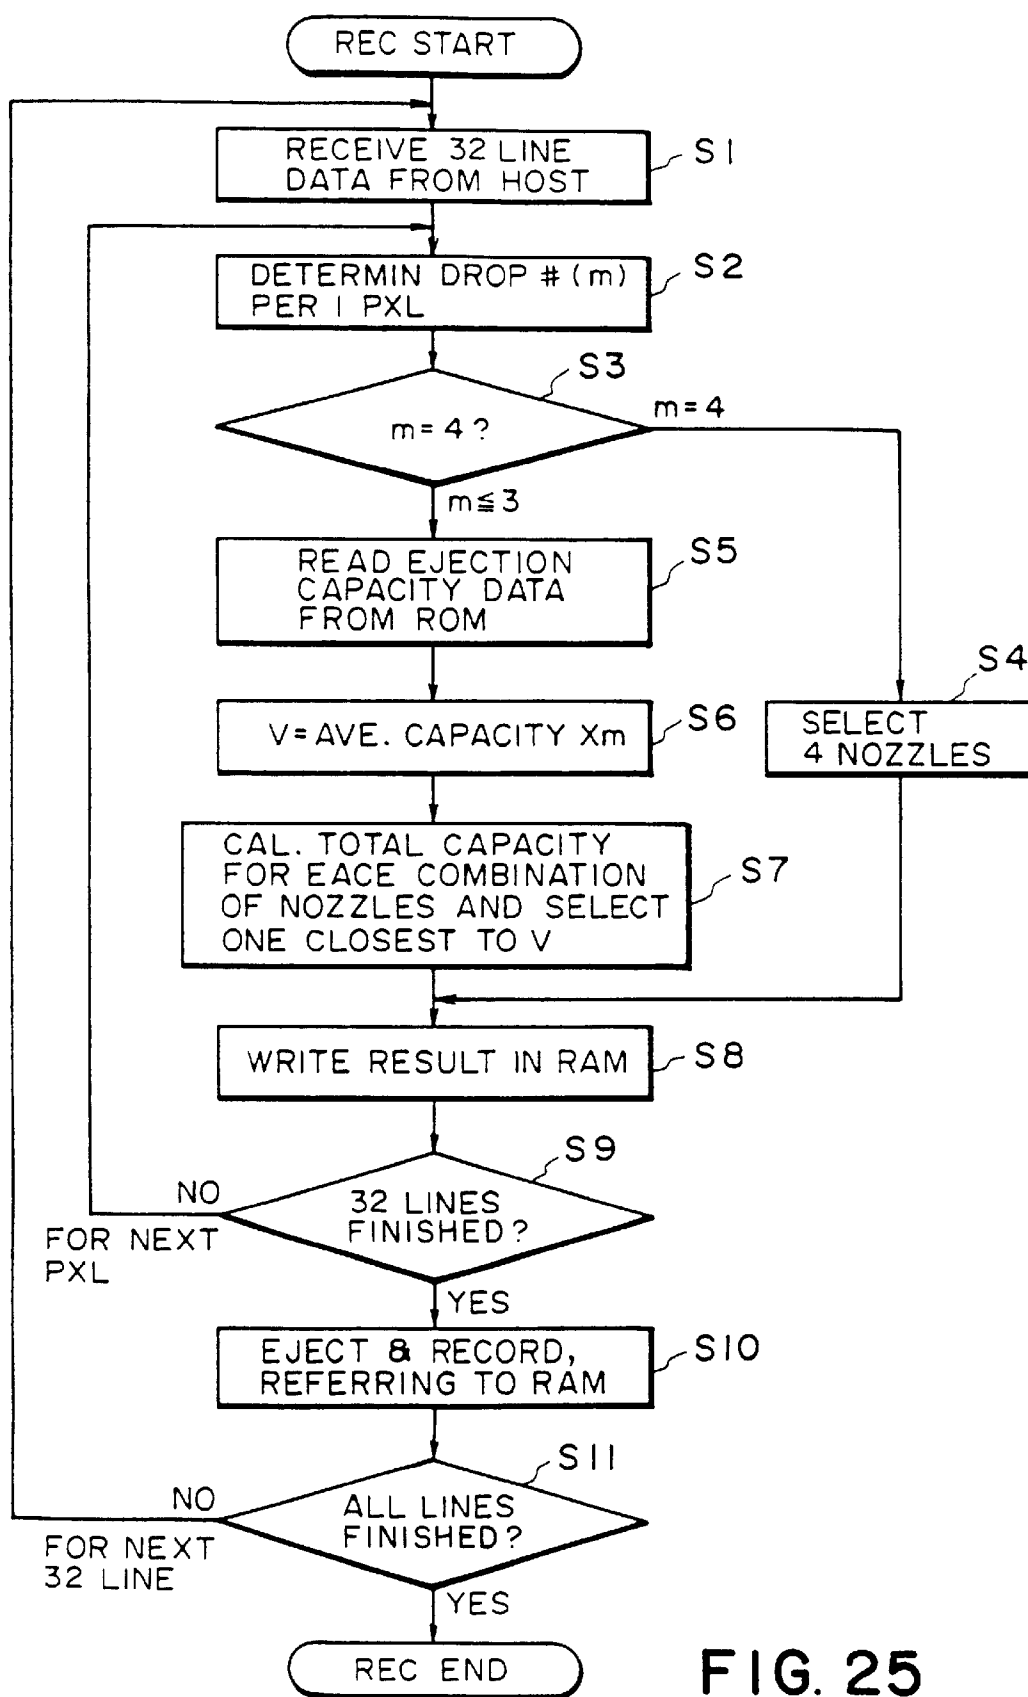 REC START
RECEIVE 32 LINE
DATA FROM HOST
S1
DETERMIN DROP # (m)
PER 1 PXL
S2
S3
m=4 ?
m=4
m≦3
READ EJECTION
CAPACITY DATA
FROM ROM
S5
S4
SELECT
4 NOZZLES
V=AVE. CAPACITY Xm
S6
CAL. TOTAL CAPACITY
FOR EACE COMBINATION
OF NOZZLES AND SELECT
ONE CLOSEST TO V
S7
WRITE RESULT IN RAM
S8
S9
32 LINES
FINISHED?
NO
FOR NEXT
PXL
YES
EJECT & RECORD,
REFERRING TO RAM
S10
S11
ALL LINES
FINISHED?
NO
FOR NEXT
32 LINE
YES
REC END
FIG. 25